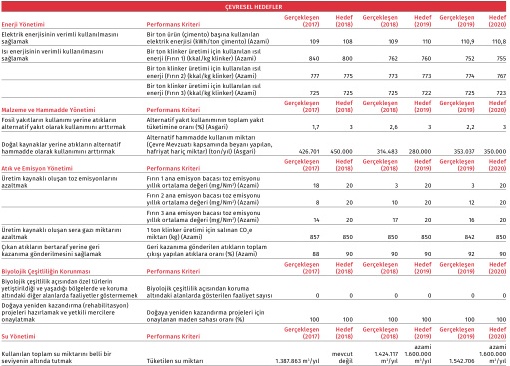 ÇEVRESEL HEDEFLER
Enerji Yönetimi Performans Kriteri Gerçekleşen (2017) Hedef (2018) Gerçekleşen (2018) Hedef (2019) Gerçekleşen (2019) Hedef (2020)
Elektrik enerjisinin verimli kullanılmasını
sağlamak
Bir ton ürün (çimento) başına kullanılan
elektrik enerjisi (kWh/ton çimento) (Azami) 109 108 109 110 110,9 110,8
Isı enerjisinin verimli kullanılmasını
sağlamak
Bir ton klinker üretimi için kullanılan ısıl
enerji (Fırın 1) (kkal/kg klinker) (Azami) 840 800 762 760 752 755
Bir ton klinker üretimi için kullanılan ısıl
enerji (Fırın 2) (kkal/kg klinker) (Azami) 777 775 773 773 774 767
Bir ton klinker üretimi için kullanılan ısıl
enerji (Fırın 3) (kkal/kg klinker) (Azami) 725 725 725 722 725 723
Malzeme ve Hammadde Yönetimi Performans Kriteri Gerçekleşen (2017) Hedef (2018) Gerçekleşen (2018) Hedef (2019) Gerçekleşen (2019) Hedef (2020)
Fosil yakıtların kullanımı yerine atıkların
alternatif yakıt olarak kullanımını arttırmak
Alternatif yakıt kullanımının toplam yakıt
tüketimine oranı (%) (Asgari) 1,7 3 2,6 3 2,2 3
Doğal kaynaklar yerine atıkların alternatif
hammadde olarak kullanımını arttırmak
Alternatif hammadde kullanım miktarı
(Çevre Mevzuatı kapsamında beyanı yapılan,
hafriyat hariç miktar) (ton/yıl) (Asgari) 426.701 450.000 314.483 280.000 353.037 350.000
Atık ve Emisyon Yönetimi Performans Kriteri Gerçekleşen (2017) Hedef (2018) Gerçekleşen (2018) Hedef (2019) Gerçekleşen (2019) Hedef (2020)
Üretim kaynaklı oluşan toz emisyonlarını
azaltmak
Fırın 1 ana emisyon bacası toz emisyonu
yıllık ortalama değeri (mg/Nm³) (Azami) 18 20 3 20 3 20
Fırın 2 ana emisyon bacası toz emisyonu
yıllık ortalama değeri (mg/Nm³) (Azami) 8 20 10 20 12 20
Fırın 3 ana emisyon bacası toz emisyonu
yıllık ortalama değeri (mg/Nm³) (Azami) 14 20 17 20 16 20
Üretim kaynaklı oluşan sera gazı miktarını
azaltmak
1 ton klinker üretimi için salınan CO₂e
miktarı (kg) (Azami) 857 850 850 850 842 850
Çıkan atıkların bertaraf yerine geri
kazanıma gönderilmesini sağlamak
Geri kazanıma gönderilen atıkların toplam
çıkışı yapılan atıklara oranı (%) (Azami) 88 90 90 90 92 90
Biyolojik Çeşitliliğin Korunması Performans Kriteri Gerçekleşen (2017) Hedef (2018) Gerçekleşen (2018) Hedef (2019) Gerçekleşen (2019) Hedef (2020)
Biyolojik çeşitlilik açısından özel türlerin
yetiştirildiği ve yaşadığı bölgelerde ve koruma
altındaki diğer alanlarda faaliyetler göstermemek
Biyolojik çeşitlilik açısından koruma
altındaki alanlarda gösterilen faaliyet sayısı 0 0 0 0 0 0
Doğaya yeniden kazandırma (rehabilitasyon)
projeleri hazırlamak ve yetkili mercilere
onaylatmak
Doğaya yeniden kazandırma projeleri için
onaylanan maden sahası oranı (%) 100 100 100 100 100 100
Su Yönetimi Performans Kriteri Gerçekleşen (2017) Hedef (2018) Gerçekleşen (2018) Hedef (2019) Gerçekleşen (2019) Hedef (2020)
Kullanılan toplam su miktarını belli bir
seviyenin altında tutmak
Tüketilen su miktarı 1.387.863 m³/yıl mevcut değil 1.424.117 m³/yıl azami 1.600.000 m³/yıl 1.542.706 azami 1.600.000 m³/yıl